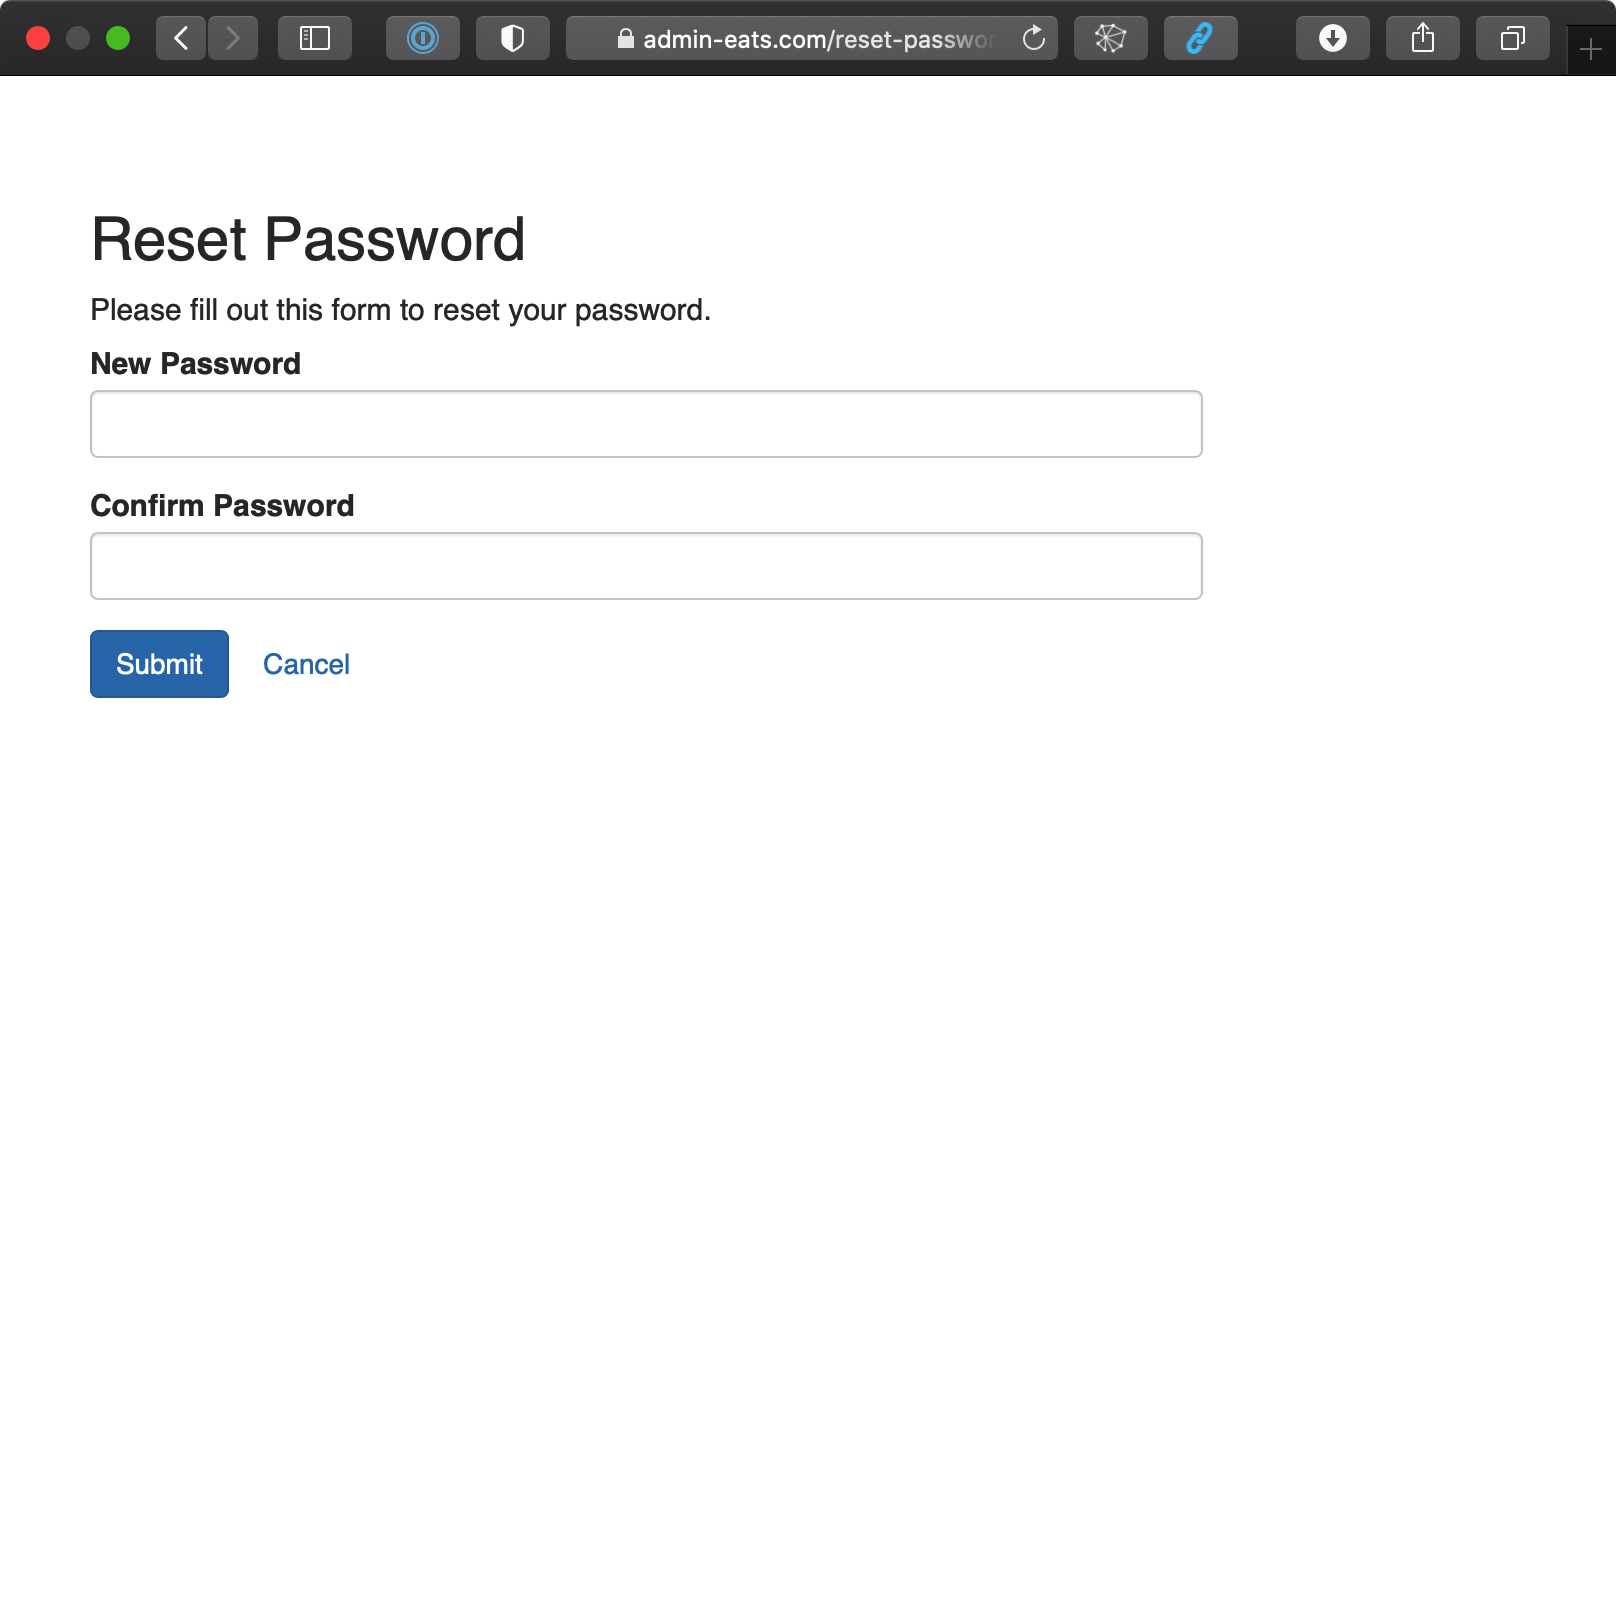 admin-eats.com/reset-passwor
Reset Password
Please fill out this form to reset your password.
New Password
Confirm Password
Submit Cancel